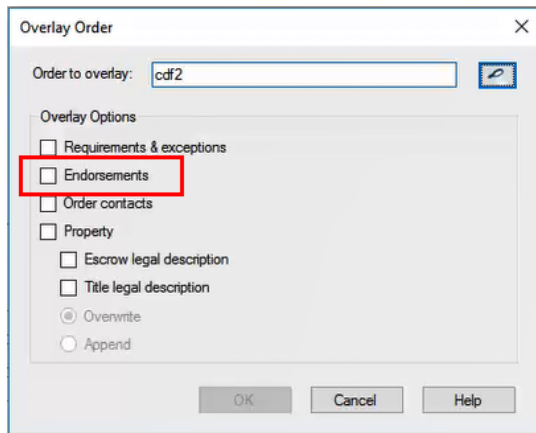 Overlay Order
Order to overlay: cdf2
Overlay Options
Requirements & exceptions
Endorsements
Order contacts
Property
Escrow legal description
Title legal description
Overwrite
Append
OK Cancel Help